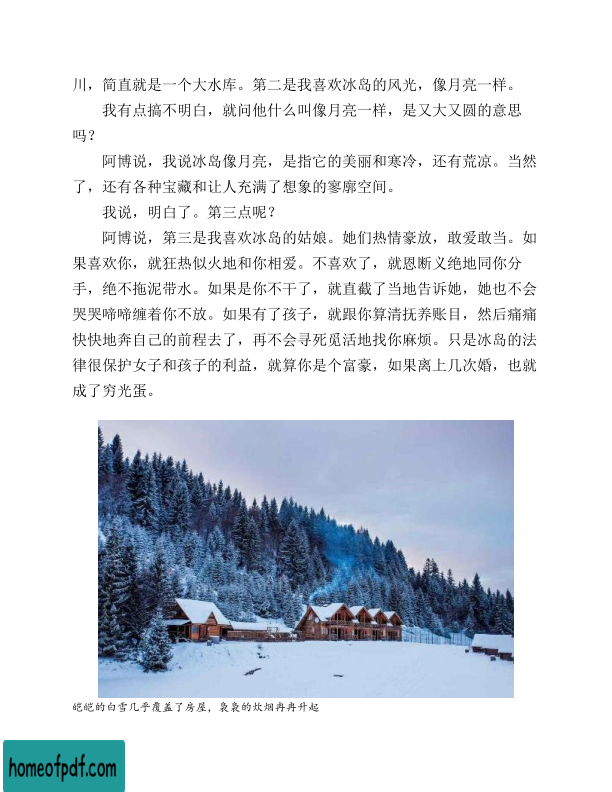 川，简直就是一个大水库。第二是我喜欢冰岛的风光，像月亮一样。
我有点搞不明白，就问他什么叫像月亮一样，是又大又圆的意思
吗？
阿博说，我说冰岛像月亮，是指它的美丽和寒冷，还有荒凉。当然
了，还有各种宝藏和让人充满了想象的寥廓空间。
我说，明白了。第三点呢？
阿博说，第三是我喜欢冰岛的姑娘。她们热情豪放，敢爱敢当。如
果喜欢你，就狂热似火地和你相爱。不喜欢了，就恩断义绝地同你分
手，绝不拖泥带水。如果是你不干了，就直截了当地告诉她，她也不会
哭哭啼啼缠着你不放。如果有了孩子，就跟你算清抚养账目，然后痛痛
快快地奔自己的前程去了，再不会寻死觅活地找你麻烦。只是冰岛的法
律很保护女子和孩子的利益，就算你是个富豪，如果离上几次婚，也就
成了穷光蛋。
皑皑的白雪几乎覆盖了房屋，袅袅的炊烟冉冉升起
homeofpdf.com